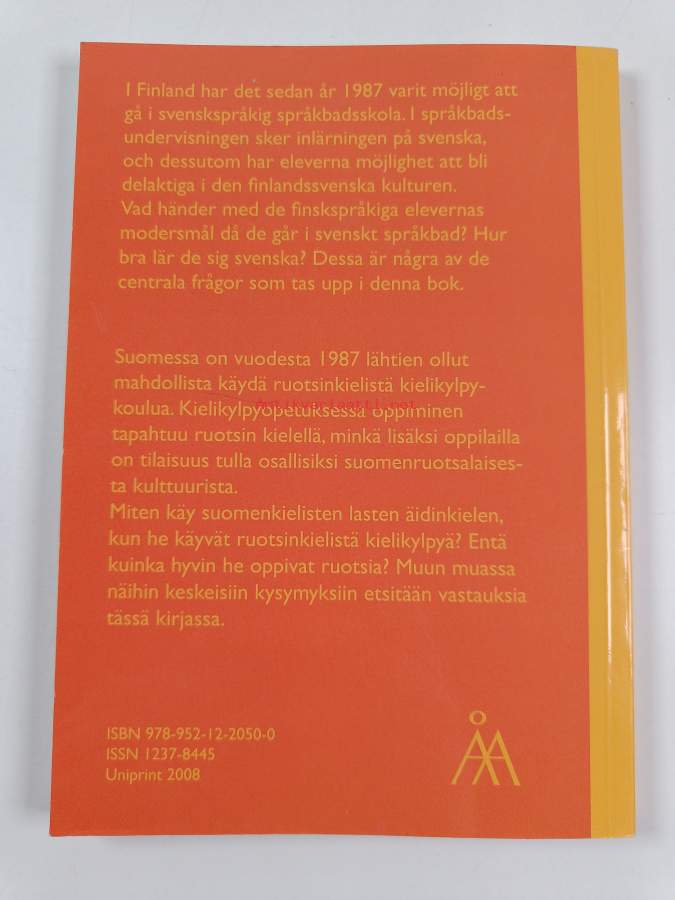 I Finland har det sedan år 1987 varit möjligt att
gå i svenskspråkig språkbadsskola. I språkbads-
undervisningen sker inlärningen på svenska,
och dessutom har eleverna möjlighet att bli
delaktiga i den finlandssvenska kulturen.
Vad händer med de finskspråkiga elevernas
modersmål då de går i svenskt språkbad? Hur
bra lär de sig svenska? Dessa är några av de
centrala frågor som tas upp i denna bok.
Suomessa on vuodesta 1987 lähtien ollut
mahdollista käydä ruotsinkielistä kielikylpy-
koulua. Kielikylpyopetuksessa oppiminen
Antikvariaatti.net
tapahtuu ruotsin kielellä, minkä lisäksi oppilailla
on tilaisuus tulla osallisiksi suomenruotsalaises-
ta kulttuurista.
Miten käy suomenkielisten lasten äidinkielen,
kun he käyvät ruotsinkielistä kielikylpyä? Entä
kuinka hyvin he oppivat ruotsia? Muun muassa
näihin keskeisiin kysymyksiin etsitään vastauksia
tässä kirjassa.
ISBN 978-952-12-2050-0
ISSN 1237-8445
Uniprint 2008
ÅA